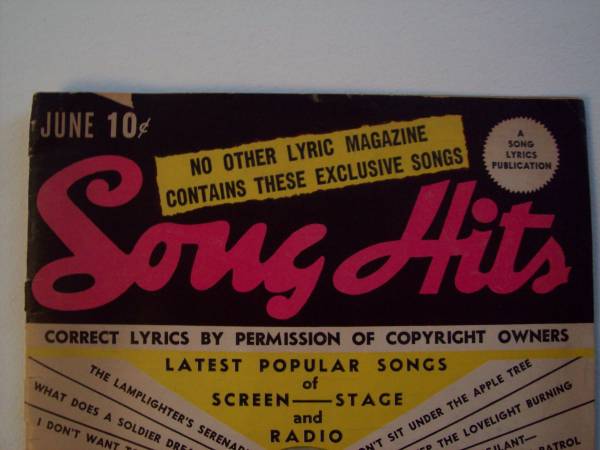 JUNE 10¢
NO OTHER LYRIC MAGAZINE
CONTAINS THESE EXCLUSIVE SONGS
A
SONG
LYRICS
PUBLICATION
Song Hits
CORRECT LYRICS BY PERMISSION OF COPYRIGHT OWNERS
LATEST POPULAR SONGS
of
SCREEN—STAGE
and
RADIO
THE LAMPLIGHTER'S
WHAT DOES A SOLDIER
I DON'T WANT
SIT UNDER THE APPLE TREE
THE LOVELIGHT BURNING
PATROL